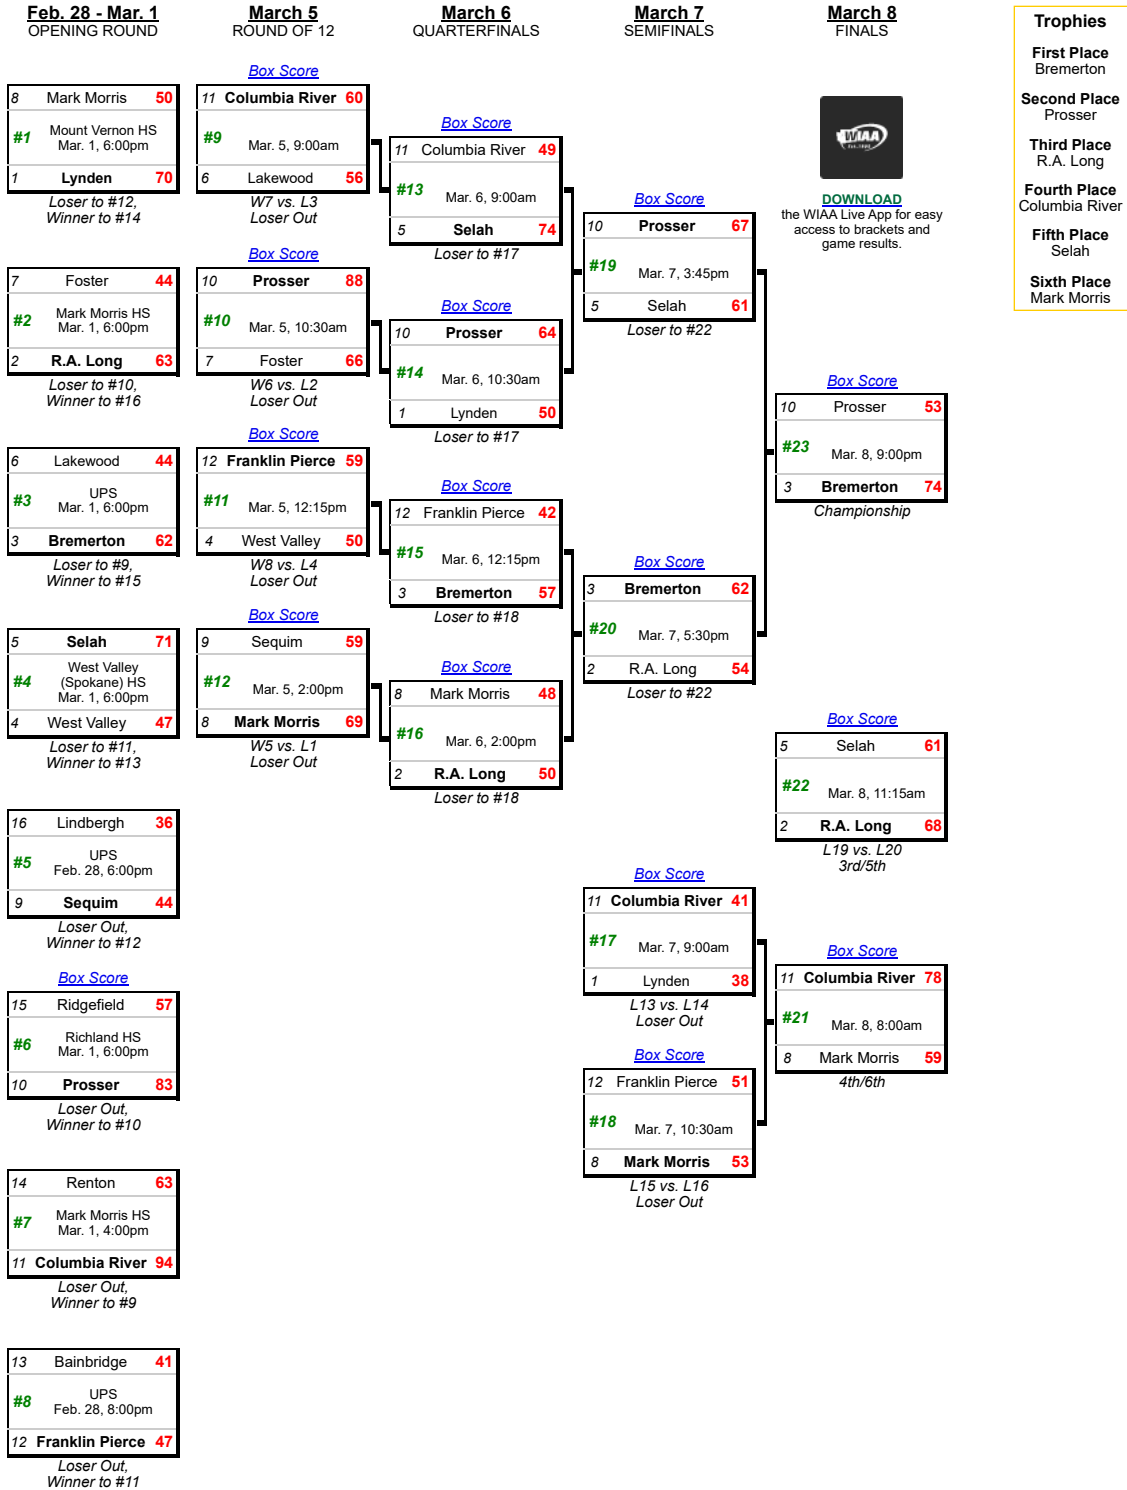 Feb. 28 - Mar. 1
OPENING ROUND
8 Mark Morris 50
#1 Mount Vernon HS
Mar. 1, 6:00pm
1 Lynden 70
Loser to #12,
Winner to #14
7 Foster 44
#2 Mark Morris HS
Mar. 1, 6:00pm
2 R.A. Long 63
Loser to #10,
Winner to #16
6 Lakewood 44
#3 UPS
Mar. 1, 6:00pm
3 Bremerton 62
Loser to #9,
Winner to #15
5 Selah 71
#4 West Valley
(Spokane) HS
Mar. 1, 6:00pm
4 West Valley 47
Loser to #11,
Winner to #13
16 Lindbergh 36
#5 UPS
Feb. 28, 6:00pm
9 Sequim 44
Loser Out,
Winner to #12
Box Score
15 Ridgefield 57
#6 Richland HS
Mar. 1, 6:00pm
10 Prosser 83
Loser Out,
Winner to #10
14 Renton 63
#7 Mark Morris HS
Mar. 1, 4:00pm
11 Columbia River 94
Loser Out,
Winner to #9
13 Bainbridge 41
#8 UPS
Feb. 28, 8:00pm
12 Franklin Pierce 47
Loser Out,
Winner to #11
March 5
ROUND OF 12
Box Score
11 Columbia River 60
#9 Mar. 5, 9:00am
6 Lakewood 56
W7 vs. L3
Loser Out
Box Score
10 Prosser 88
#10 Mar. 5, 10:30am
7 Foster 66
W6 vs. L2
Loser Out
Box Score
12 Franklin Pierce 59
#11 Mar. 5, 12:15pm
4 West Valley 50
W8 vs. L4
Loser Out
Box Score
9 Sequim 59
#12 Mar. 5, 2:00pm
8 Mark Morris 69
W5 vs. L1
Loser Out
March 6
QUARTERFINALS
Box Score
11 Columbia River 49
#13 Mar. 6, 9:00am
5 Selah 74
Loser to #17
Box Score
10 Prosser 64
#14 Mar. 6, 10:30am
1 Lynden 50
Loser to #17
Box Score
12 Franklin Pierce 42
#15 Mar. 6, 12:15pm
3 Bremerton 57
Loser to #18
Box Score
8 Mark Morris 48
#16 Mar. 6, 2:00pm
2 R.A. Long 50
Loser to #18
March 7
SEMIFINALS
Box Score
10 Prosser 67
#19 Mar. 7, 3:45pm
5 Selah 61
Loser to #22
Box Score
3 Bremerton 62
#20 Mar. 7, 5:30pm
2 R.A. Long 54
Loser to #22
Box Score
11 Columbia River 41
#17 Mar. 7, 9:00am
1 Lynden 38
L13 vs. L14
Loser Out
Box Score
12 Franklin Pierce 51
#18 Mar. 7, 10:30am
8 Mark Morris 53
L15 vs. L16
Loser Out
March 8
FINALS
WIAA
DOWNLOAD
the WIAA Live App for easy
access to brackets and
game results.
Box Score
10 Prosser 53
#23 Mar. 8, 9:00pm
3 Bremerton 74
Championship
Box Score
5 Selah 61
#22 Mar. 8, 11:15am
2 R.A. Long 68
L19 vs. L20
3rd/5th
Box Score
11 Columbia River 78
#21 Mar. 8, 8:00am
8 Mark Morris 59
4th/6th
Trophies
First Place
Bremerton
Second Place
Prosser
Third Place
R.A. Long
Fourth Place
Columbia River
Fifth Place
Selah
Sixth Place
Mark Morris